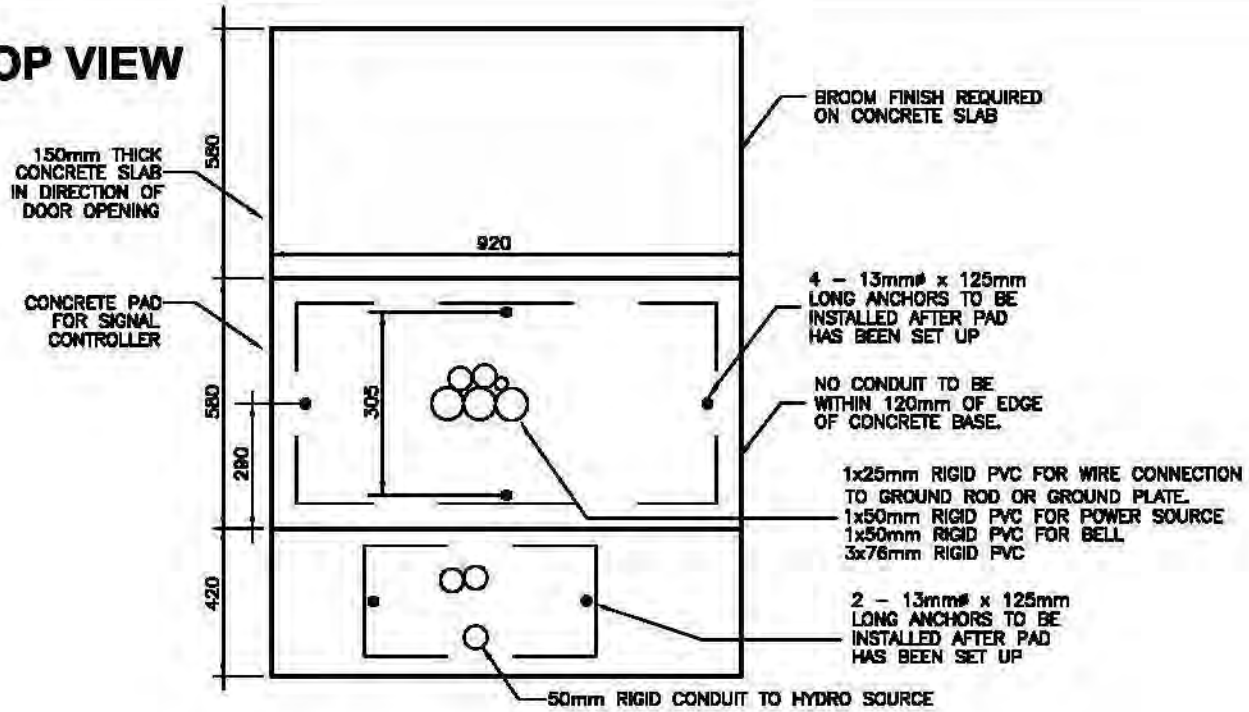 OP VIEW
150mm THICK
CONCRETE SLAB
IN DIRECTION OF
DOOR OPENING
580
BROOM FINISH REQUIRED
ON CONCRETE SLAB
920
CONCRETE PAD
FOR SIGNAL
CONTROLLER
580
290
305
4 - 13mmø x 125mm
LONG ANCHORS TO BE
INSTALLED AFTER PAD
HAS BEEN SET UP
NO CONDUIT TO BE
WITHIN 120mm OF EDGE
OF CONCRETE BASE.
1x25mm RIGID PVC FOR WIRE CONNECTION
TO GROUND ROD OR GROUND PLATE.
1x50mm RIGID PVC FOR POWER SOURCE
1x50mm RIGID PVC FOR BELL
3x76mm RIGID PVC
420
2 - 13mmø x 125mm
LONG ANCHORS TO BE
INSTALLED AFTER PAD
HAS BEEN SET UP
50mm RIGID CONDUIT TO HYDRO SOURCE